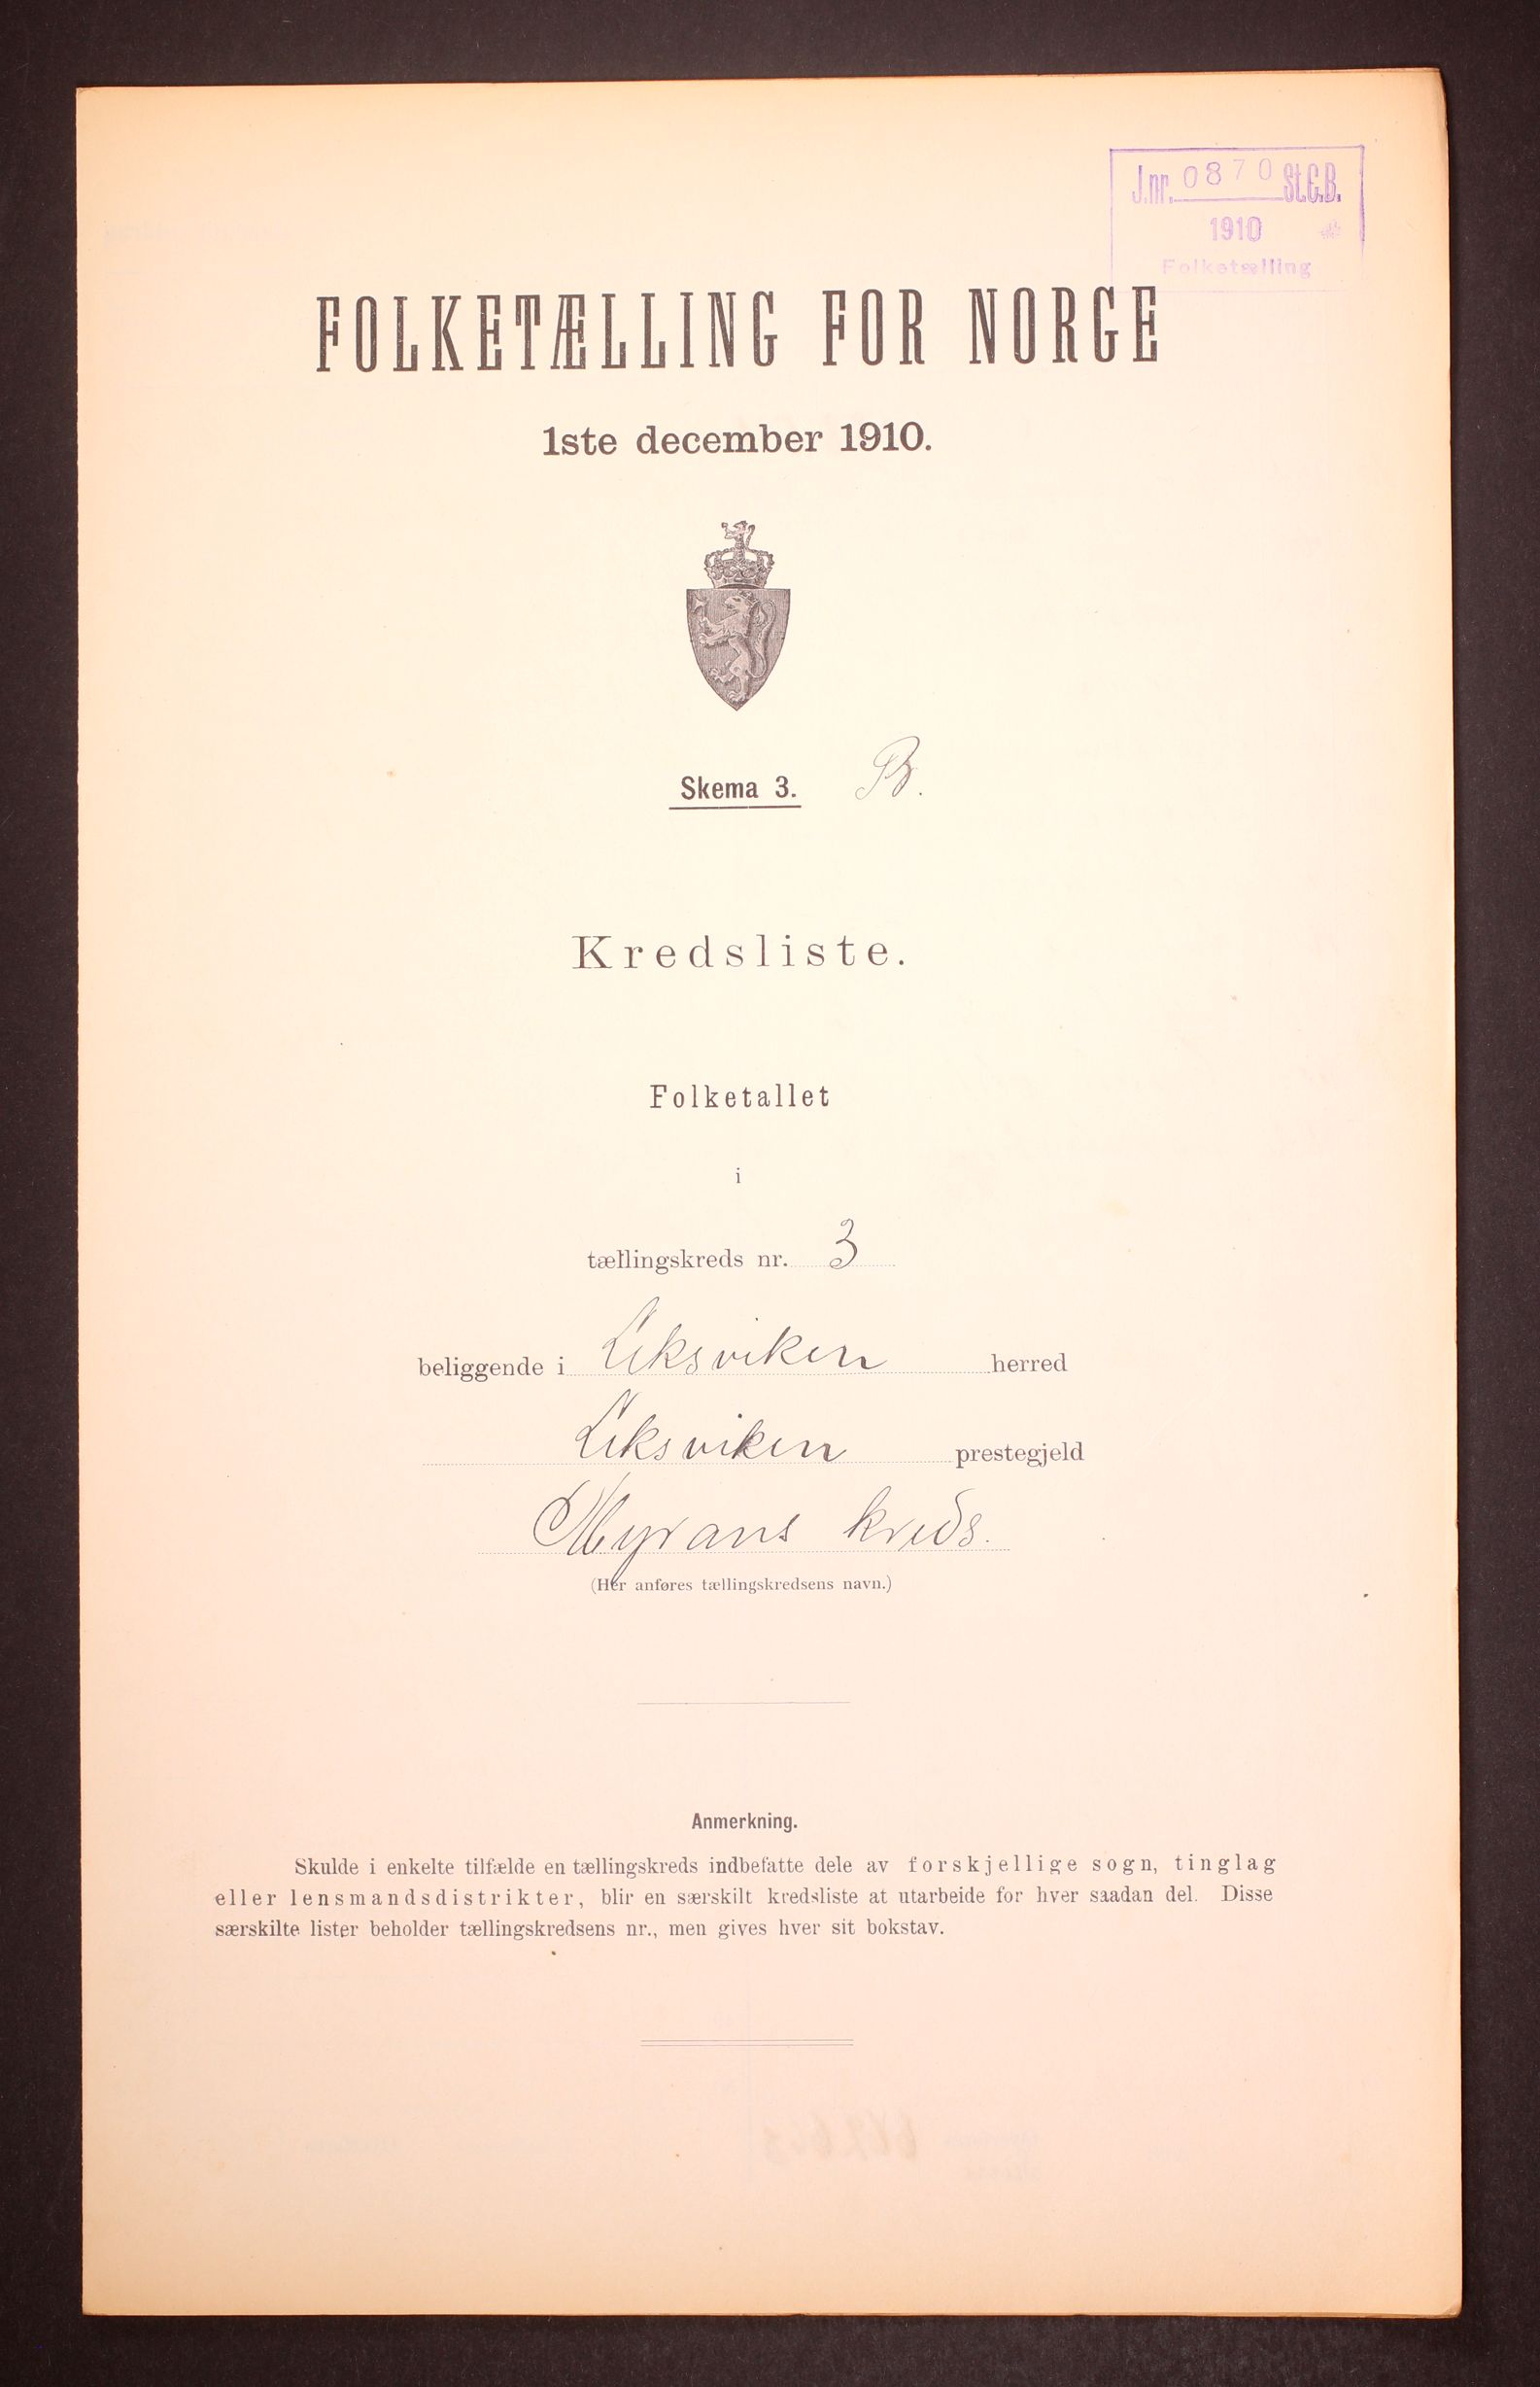 J.nr. 0870 St.C.B.
1910
Folketælling
FOLKETÆLLING FOR NORGE
1ste december 1910.
Skema 3. B.
Kredsliste.
Folketallet
i
tællingskreds nr. 3
beliggende i Leksviken herred
Leksviken prestegjeld
Myrans kreds.
(Her anføres tællingskredsens navn.)
Anmerkning.
Skulde i enkelte tilfælde en tællingskreds indbefatte dele av forskjellige sogn, tinglag
eller lensmandsdistrikter, blir en særskilt kredsliste at utarbeide for hver saadan del. Disse
særskilte lister beholder tællingskredsens nr., men gives hver sit bokstav.